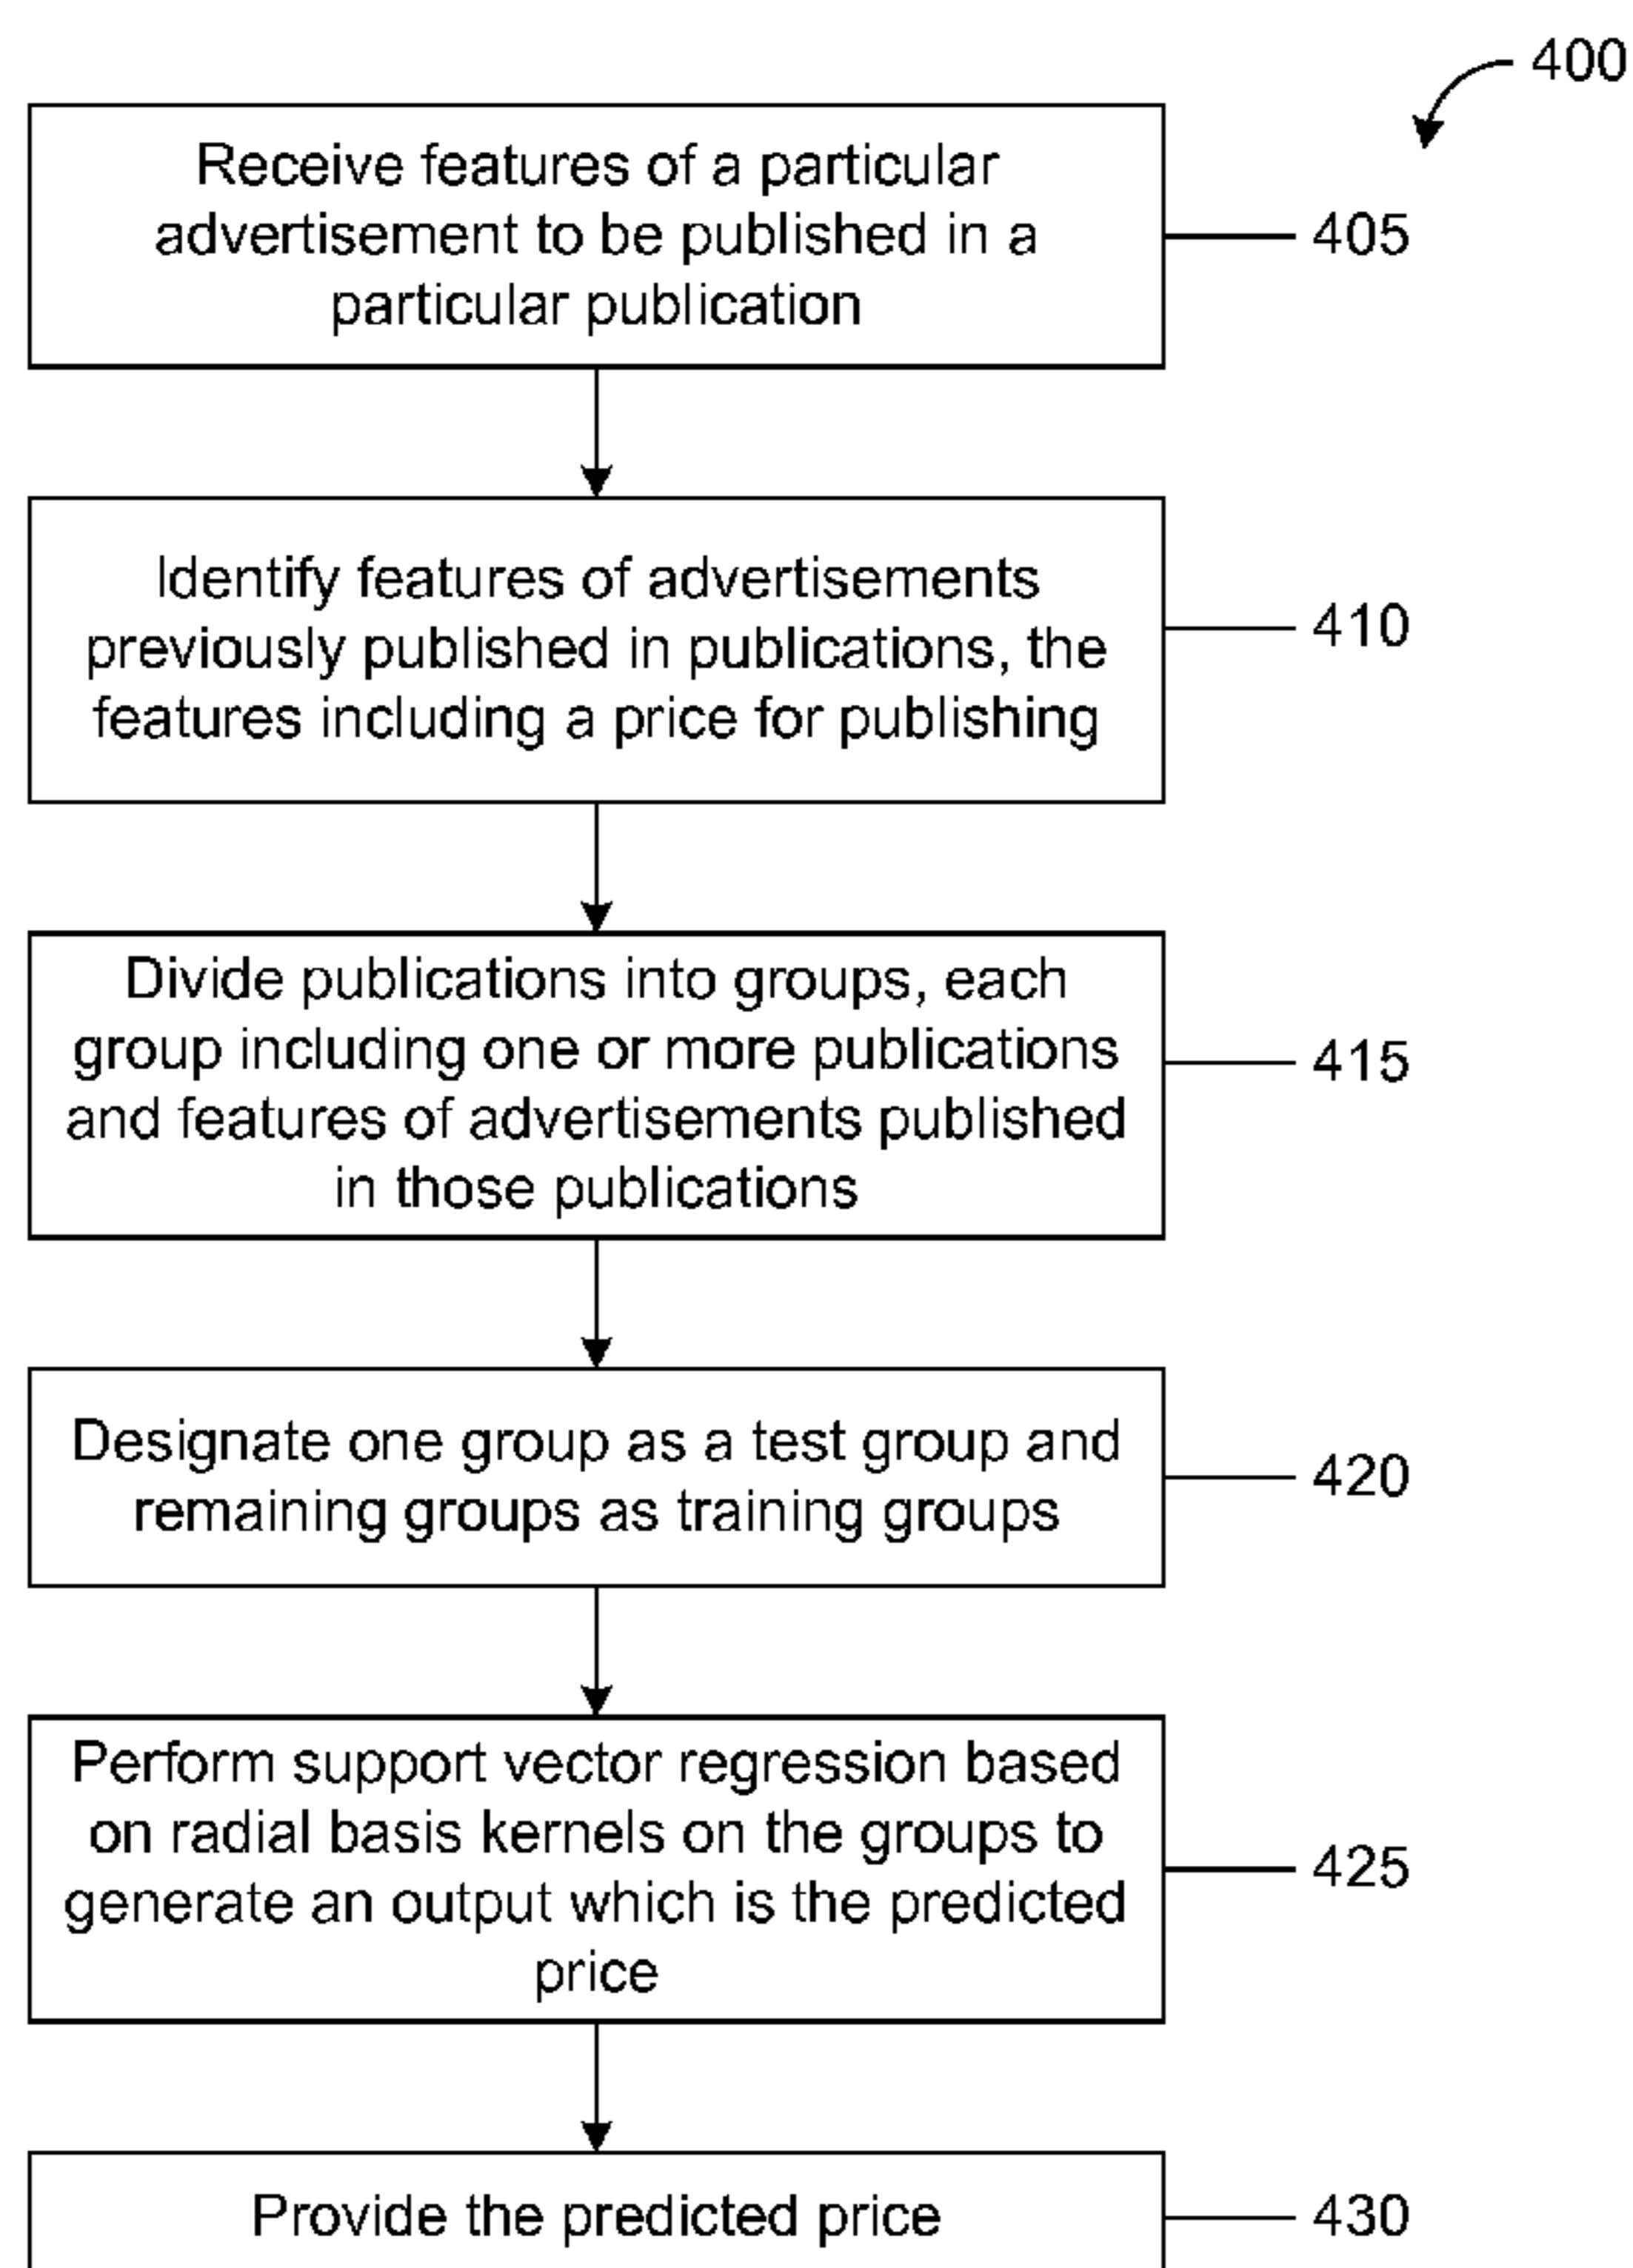 400
Receive features of a particular
advertisement to be published in a
particular publication
405
Identify features of advertisements
previously published in publications, the
features including a price for publishing
410
Divide publications into groups, each
group including one or more publications
and features of advertisements published
in those publications
415
Designate one group as a test group and
remaining groups as training groups
420
Perform support vector regression based
on radial basis kernels on the groups to
generate an output which is the predicted
price
425
Provide the predicted price
430